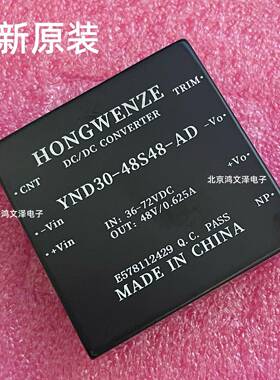 新原装
HONGWENZE
DC/DC CONVERTER
YND30-48S48-AD
TRIM
CNT
-Vo
北京鸿文泽电子
+Vo
-Vin
北京鸿文泽电子
+Vin
NP
IN: 36-72VDC
OUT: 48V/0.625A
E578112429 Q.C. PASS
MADE IN CHINA